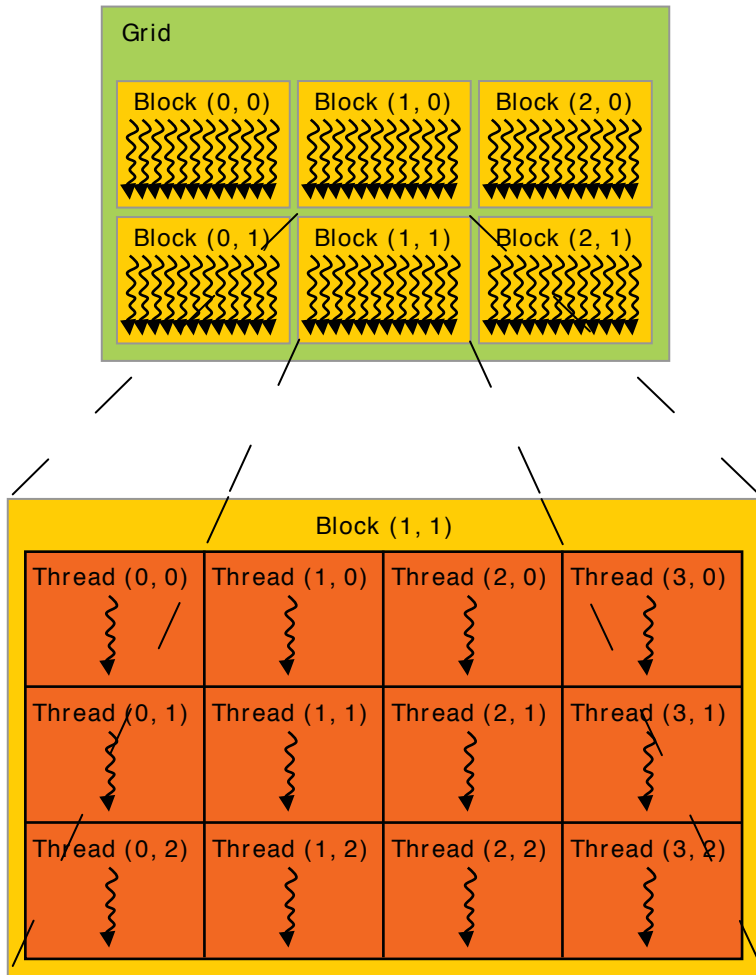 Grid
Block (0, 0) Block (1, 0) Block (2, 0)
Block (0, 1) Block (1, 1) Block (2, 1)
Block (1, 1)
Thread (0, 0) Thread (1, 0) Thread (2, 0) Thread (3, 0)
Thread (0, 1) Thread (1, 1) Thread (2, 1) Thread (3, 1)
Thread (0, 2) Thread (1, 2) Thread (2, 2) Thread (3, 2)